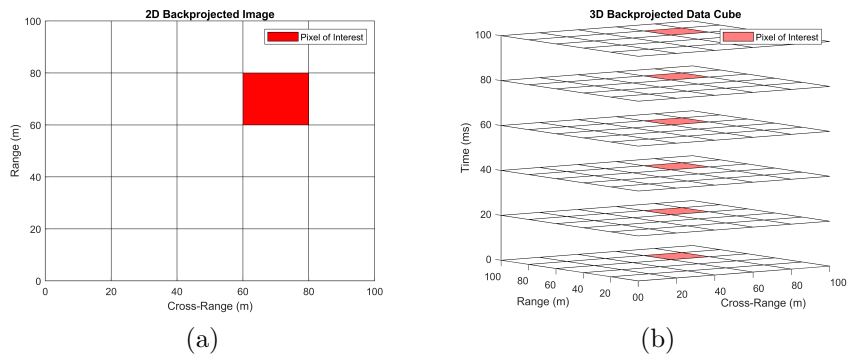 2D Backprojected Image
Pixel of Interest
100
80
60
40
20
0
Range (m)
0 20 40 60 80 100
Cross-Range (m)
(a)
3D Backprojected Data Cube
Pixel of Interest
100
80
60
40
20
0
Time (ms)
100 80 60 40 20 0
Range (m)
0 20 40 60 80 100
Cross-Range (m)
(b)